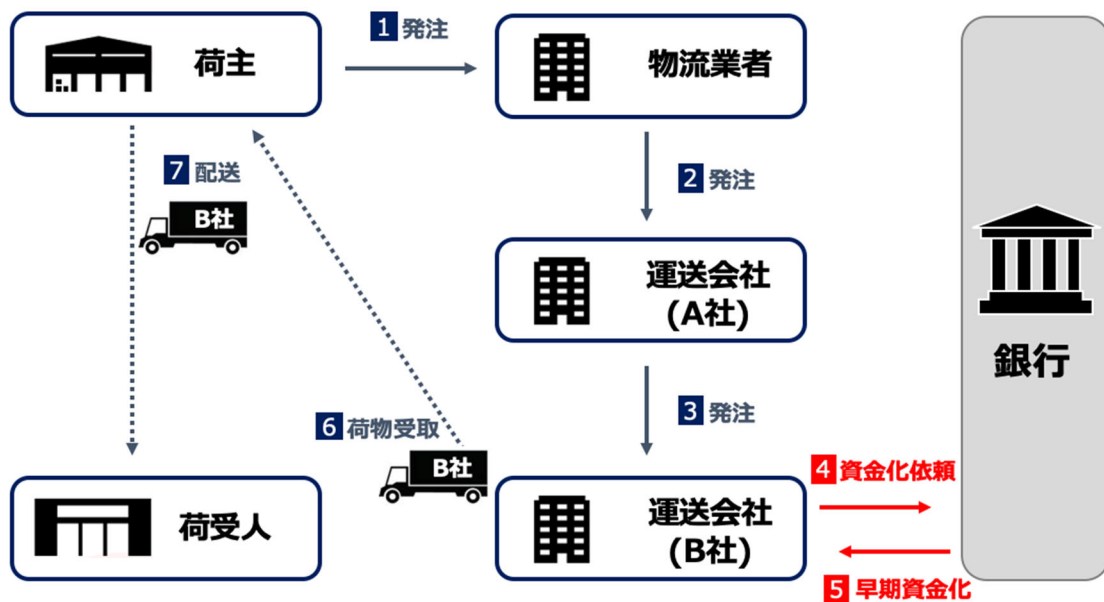 1 発注
荷主
物流業者
7 配送
B社
2 発注
運送会社
(A社)
銀行
3 発注
6 荷物受取
B社
4 資金化依頼
荷受人
運送会社
(B社)
5 早期資金化